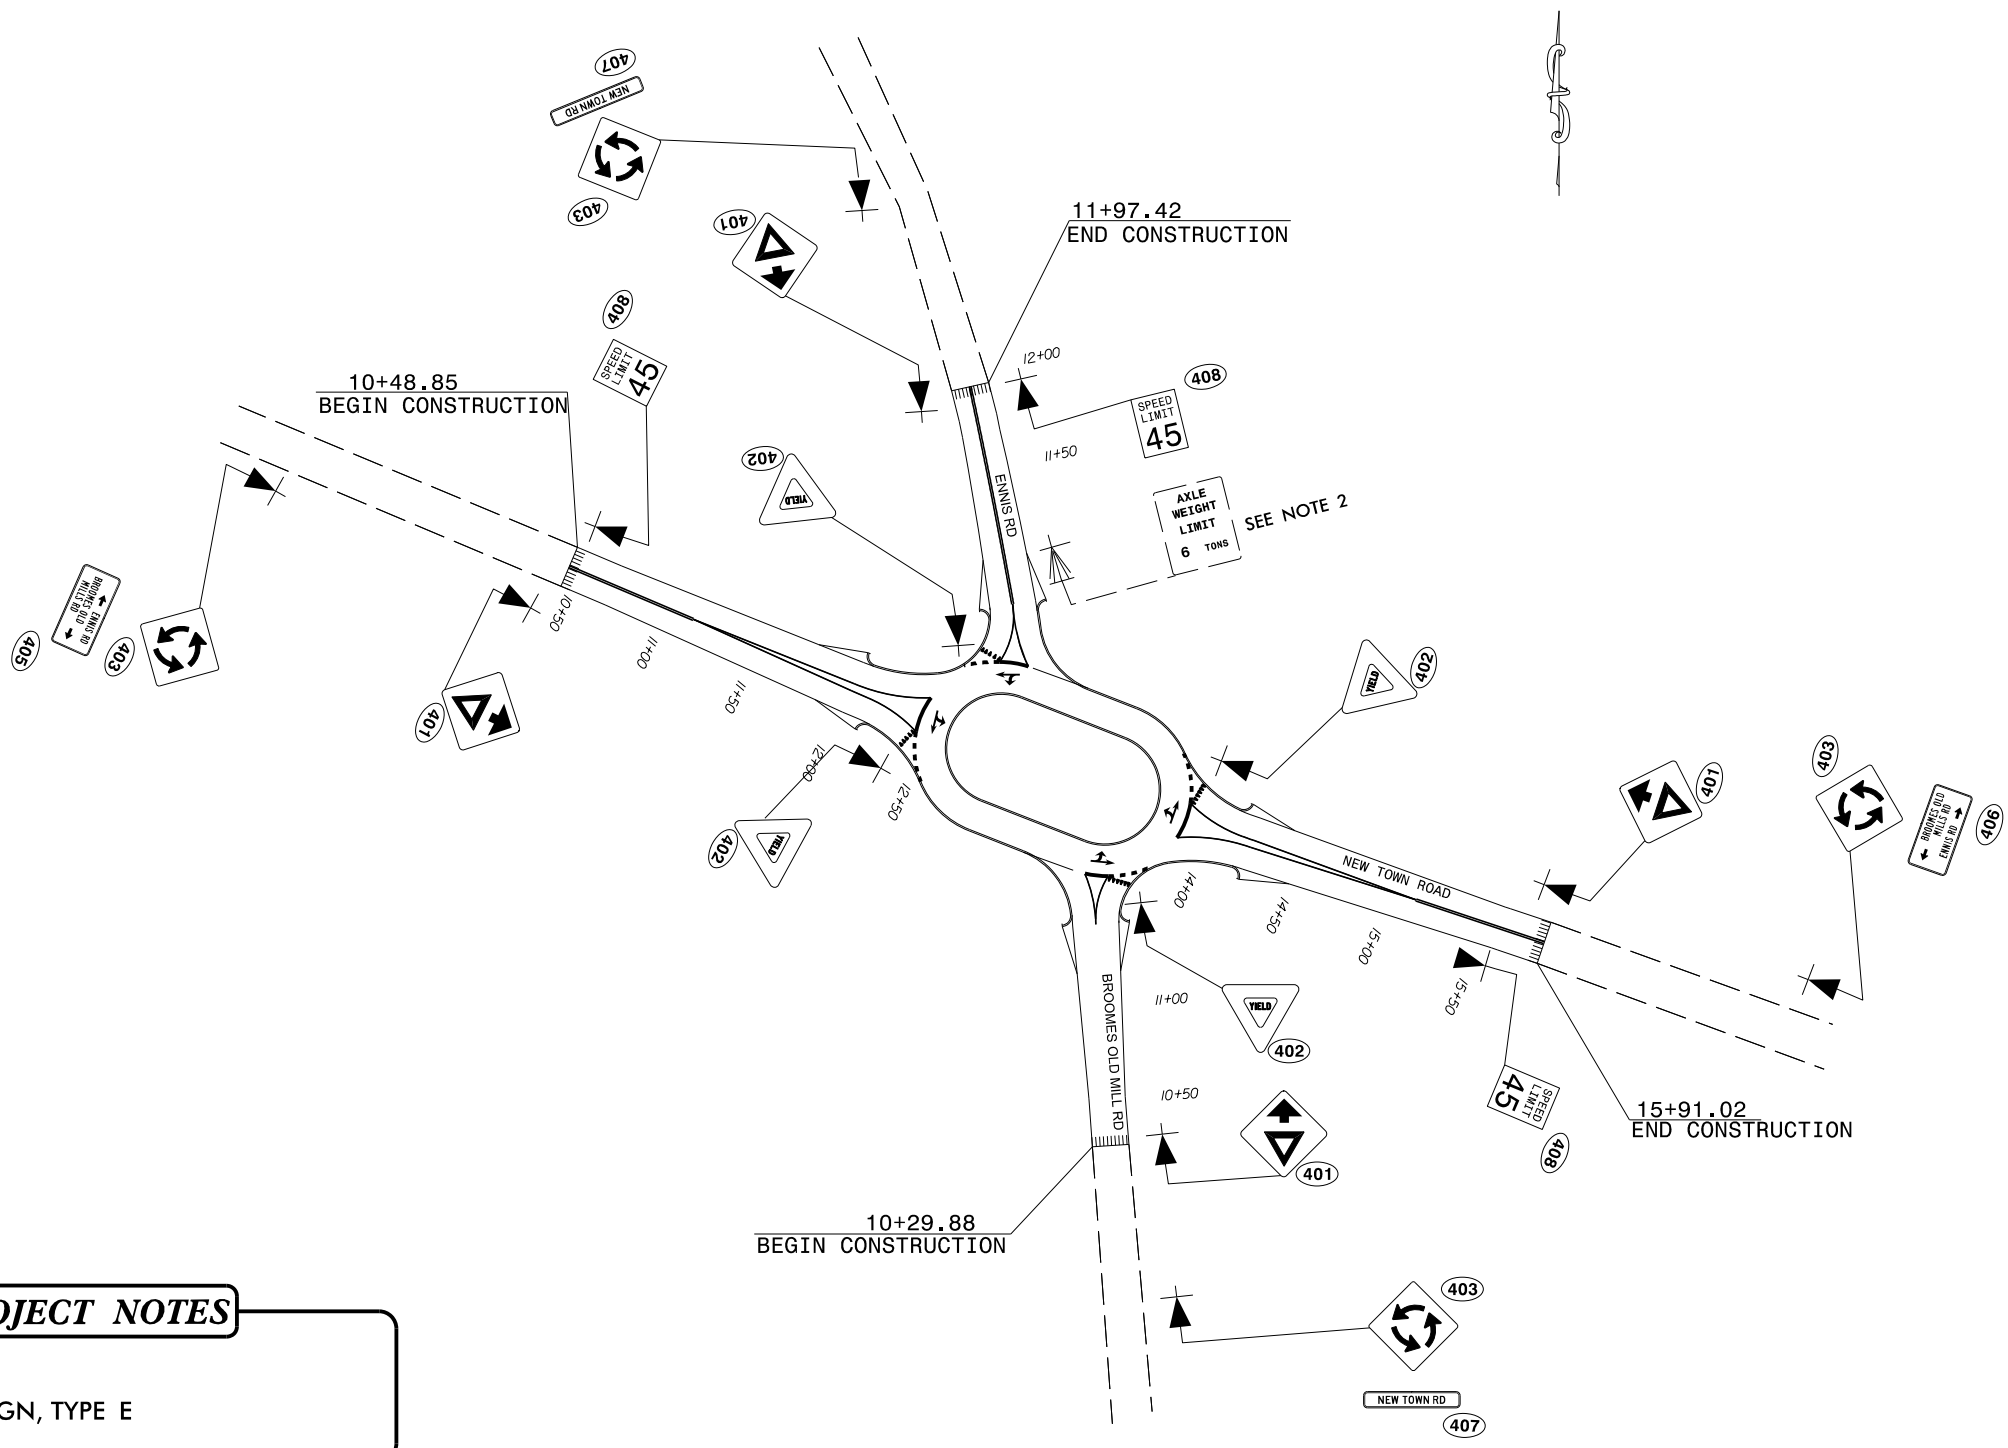 407
NEW TOWN RD
403
401
11+97.42
END CONSTRUCTION
408
SPEED
LIMIT
45
10+48.85
BEGIN CONSTRUCTION
12+00
408
SPEED
LIMIT
45
11+50
402
YIELD
ENNIS RD
AXLE
WEIGHT
LIMIT
6 TONS
SEE NOTE 2
405
ENNIS RD
BROOMES OLD
MILLS RD
403
401
10+50
11+00
11+50
12+00
12+50
402
YIELD
402
YIELD
401
403
BROOMES OLD
MILLS RD
ENNIS RD
406
NEW TOWN ROAD
14+00
14+50
15+00
15+50
BROOMES OLD MILL RD
11+00
10+50
YIELD
402
401
SPEED
LIMIT
45
408
15+91.02
END CONSTRUCTION
10+29.88
BEGIN CONSTRUCTION
403
NEW TOWN RD
407
OJECT NOTES
GN, TYPE E